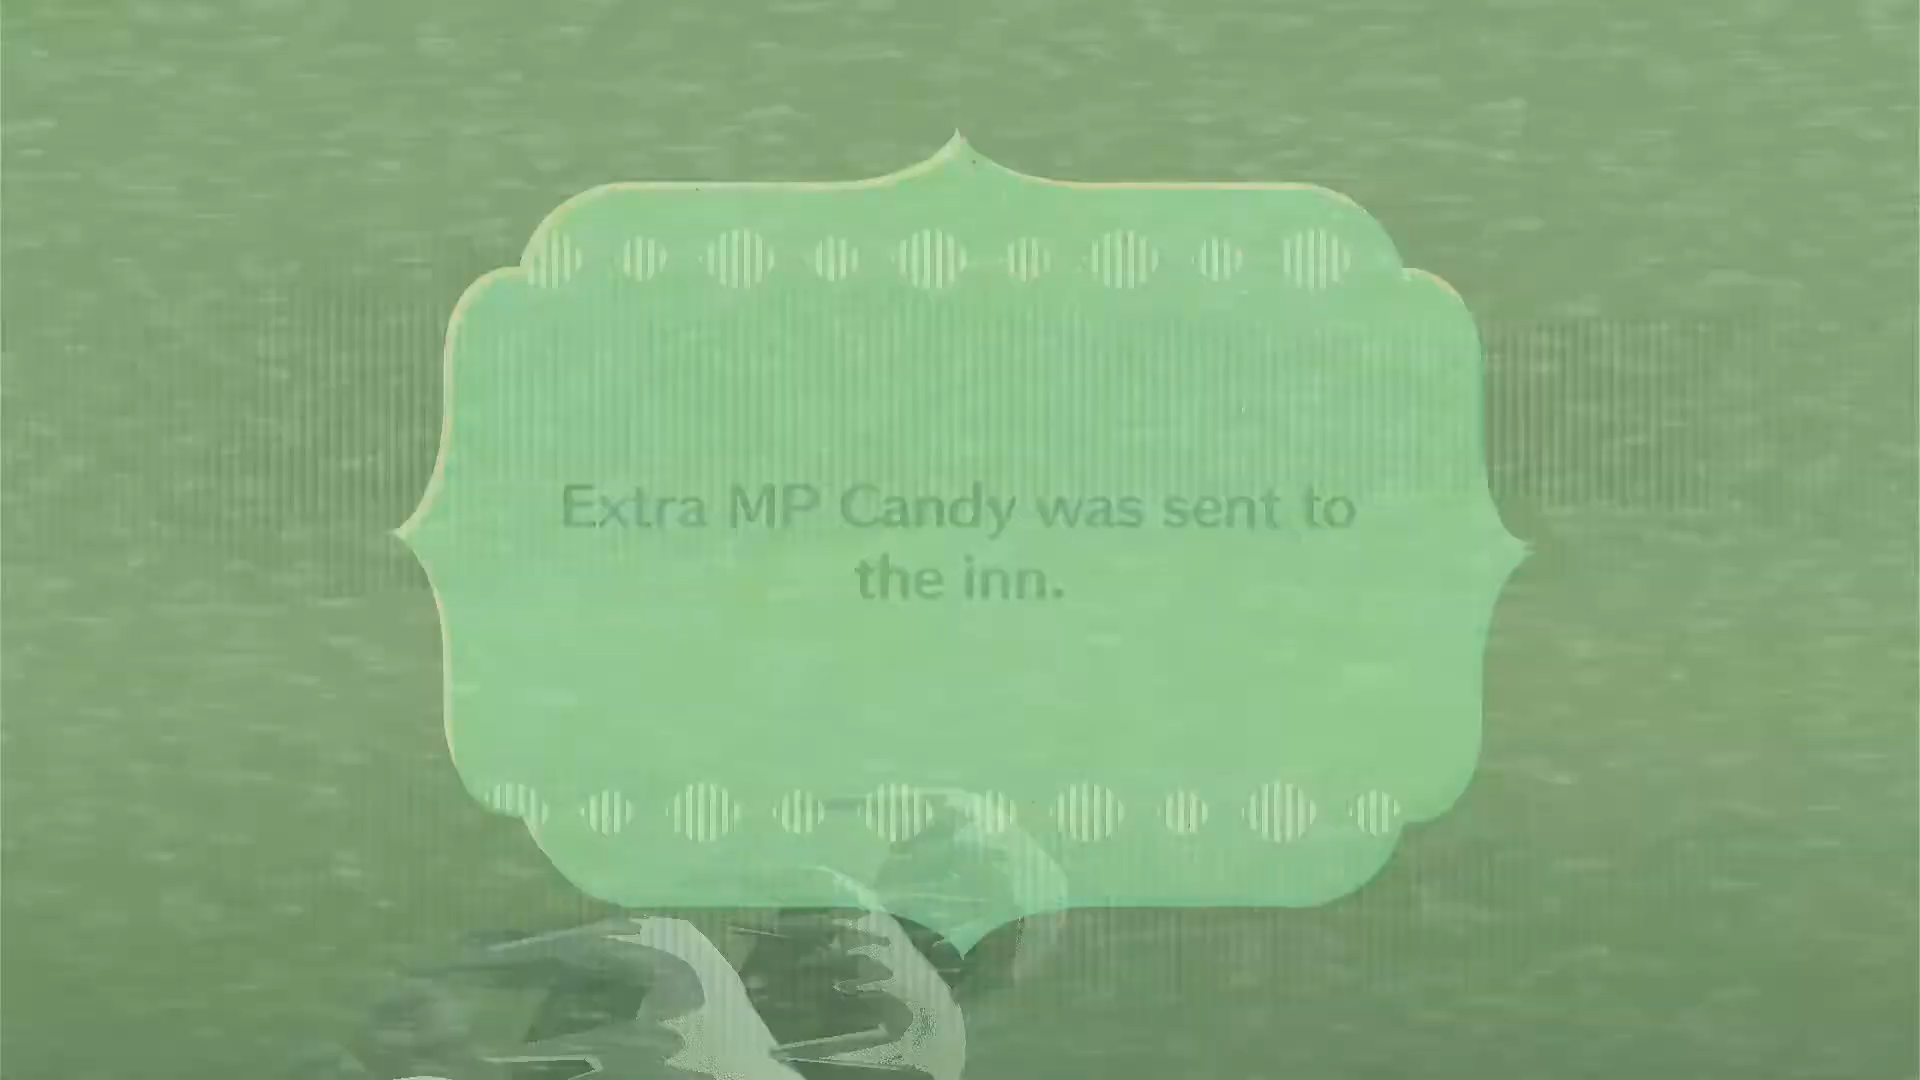 Extra MP Candy was sent to
the inn.